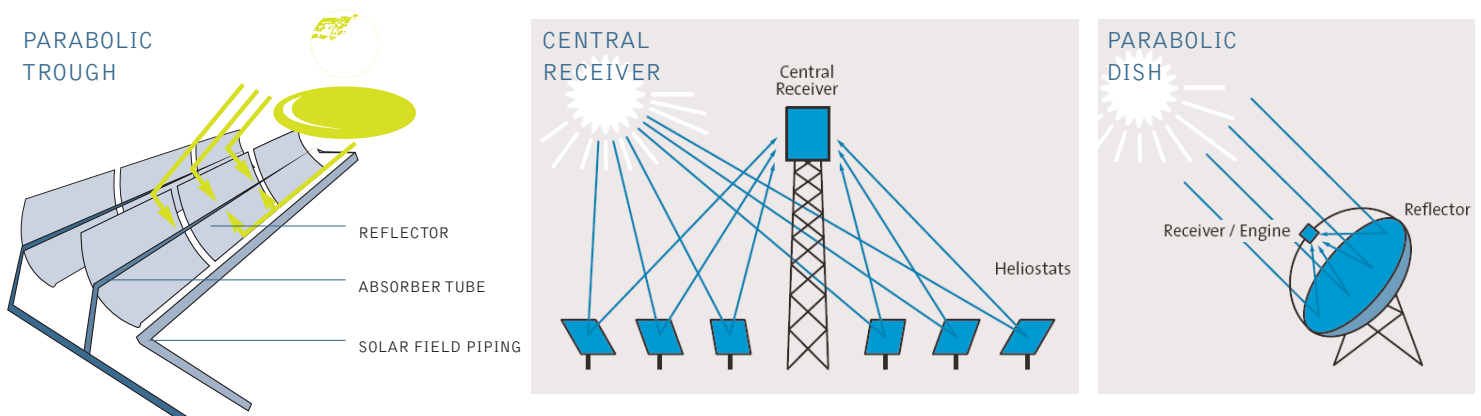 PARABOLIC
TROUGH
REFLECTOR
ABSORBER TUBE
SOLAR FIELD PIPING
CENTRAL
RECEIVER
Central
Receiver
Heliostats
PARABOLIC
DISH
Reflector
Receiver / Engine